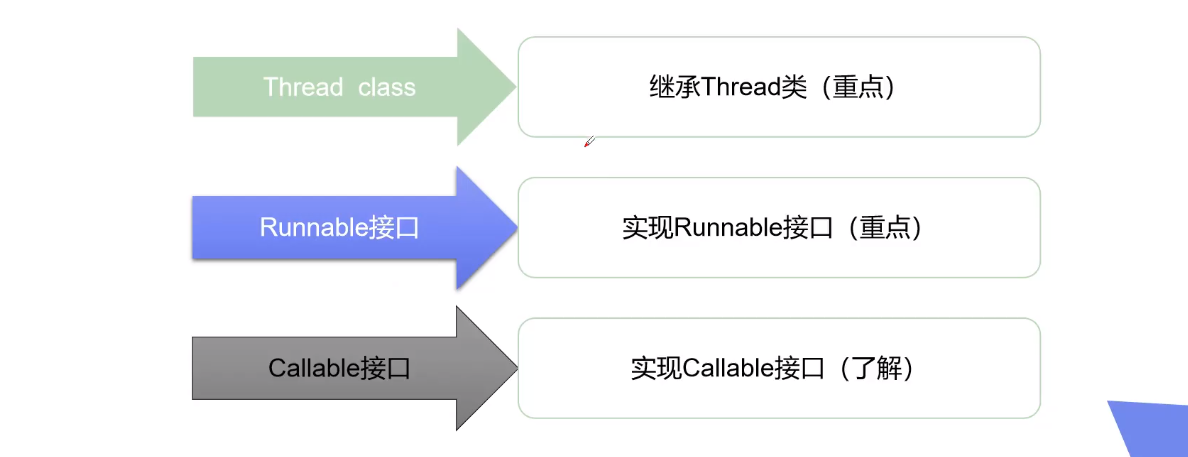 Thread class
继承Thread类（重点）
Runnable接口
实现Runnable接口（重点）
Callable接口
实现Callable接口（了解）